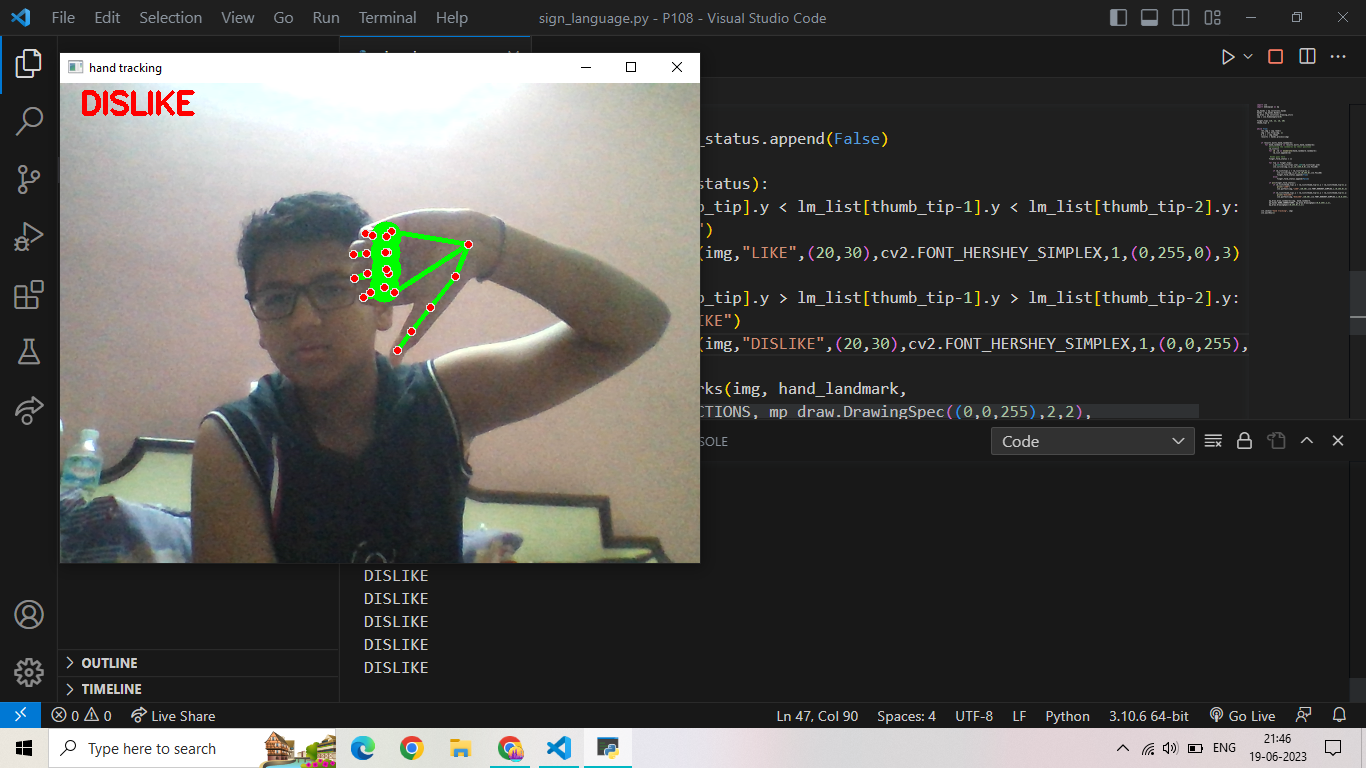 File Edit Selection View Go Run Terminal Help
sign_language.py - P108 - Visual Studio Code
hand tracking
DISLIKE
_status.append(False)
status):
b_tip].y < lm_list[thumb_tip-1].y < lm_list[thumb_tip-2].y:
")
(img,"LIKE",(20,30),cv2.FONT_HERSHEY_SIMPLEX,1,(0,255,0),3)
b_tip].y > lm_list[thumb_tip-1].y > lm_list[thumb_tip-2].y:
IKE")
(img,"DISLIKE",(20,30),cv2.FONT_HERSHEY_SIMPLEX,1,(0,0,255),
rks(img, hand_landmark,
CTIONS, mp_draw.DrawingSpec((0,0,255),2,2),
SOLE
Code
DISLIKE
DISLIKE
DISLIKE
DISLIKE
DISLIKE
OUTLINE
TIMELINE
0 0 Live Share
Ln 47, Col 90 Spaces: 4 UTF-8 LF Python 3.10.6 64-bit Go Live
Type here to search
ENG
21:46
19-06-2023